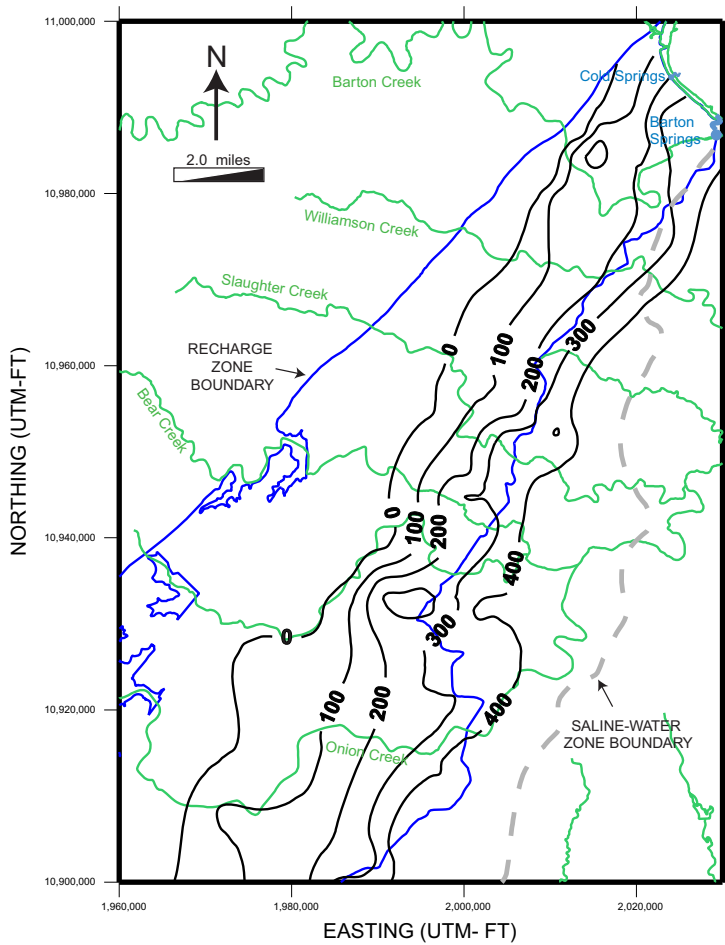 11,000,000
N
Cold Springs
Barton Creek
Barton
Springs
2.0 miles
10,980,000
Williamson Creek
Slaughter Creek
300
0
100
RECHARGE
ZONE
BOUNDARY
10,960,000
200
Bear Creek
NORTHING (UTM-FT)
0
100
200
10,940,000
400
0
300
100
200
400
10,920,000
SALINE-WATER
ZONE BOUNDARY
Onion Creek
10,900,000
1,960,000
1,980,000
2,000,000
2,020,000
EASTING (UTM- FT)